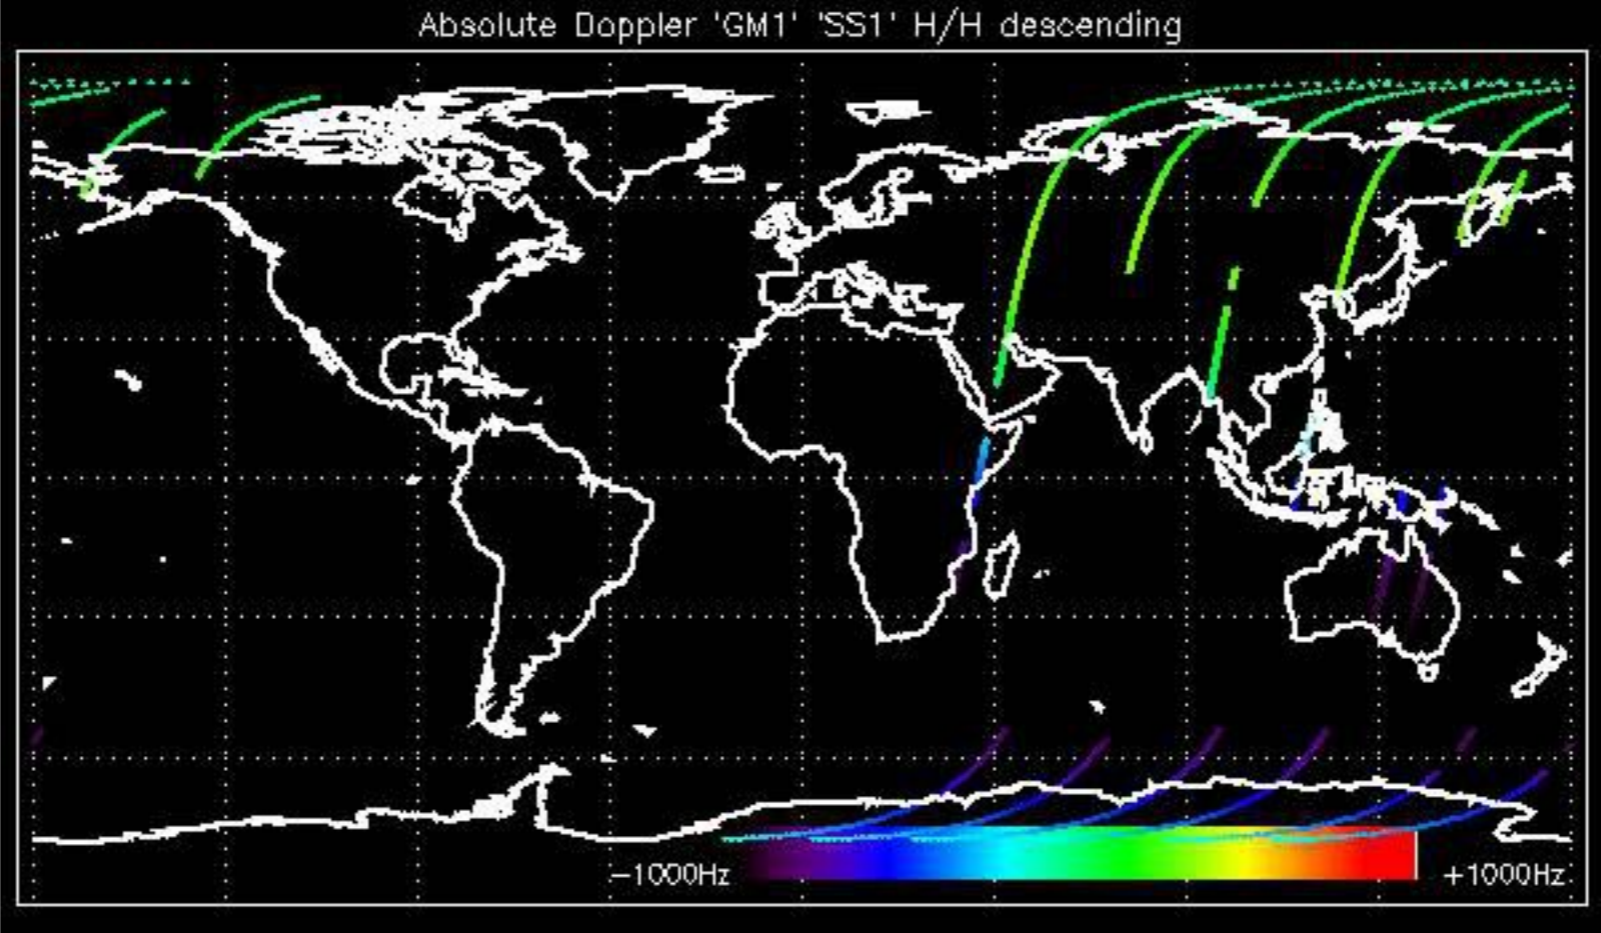 Absolute Doppler 'GM1' 'SS1' H/H descending
−1000Hz +1000Hz